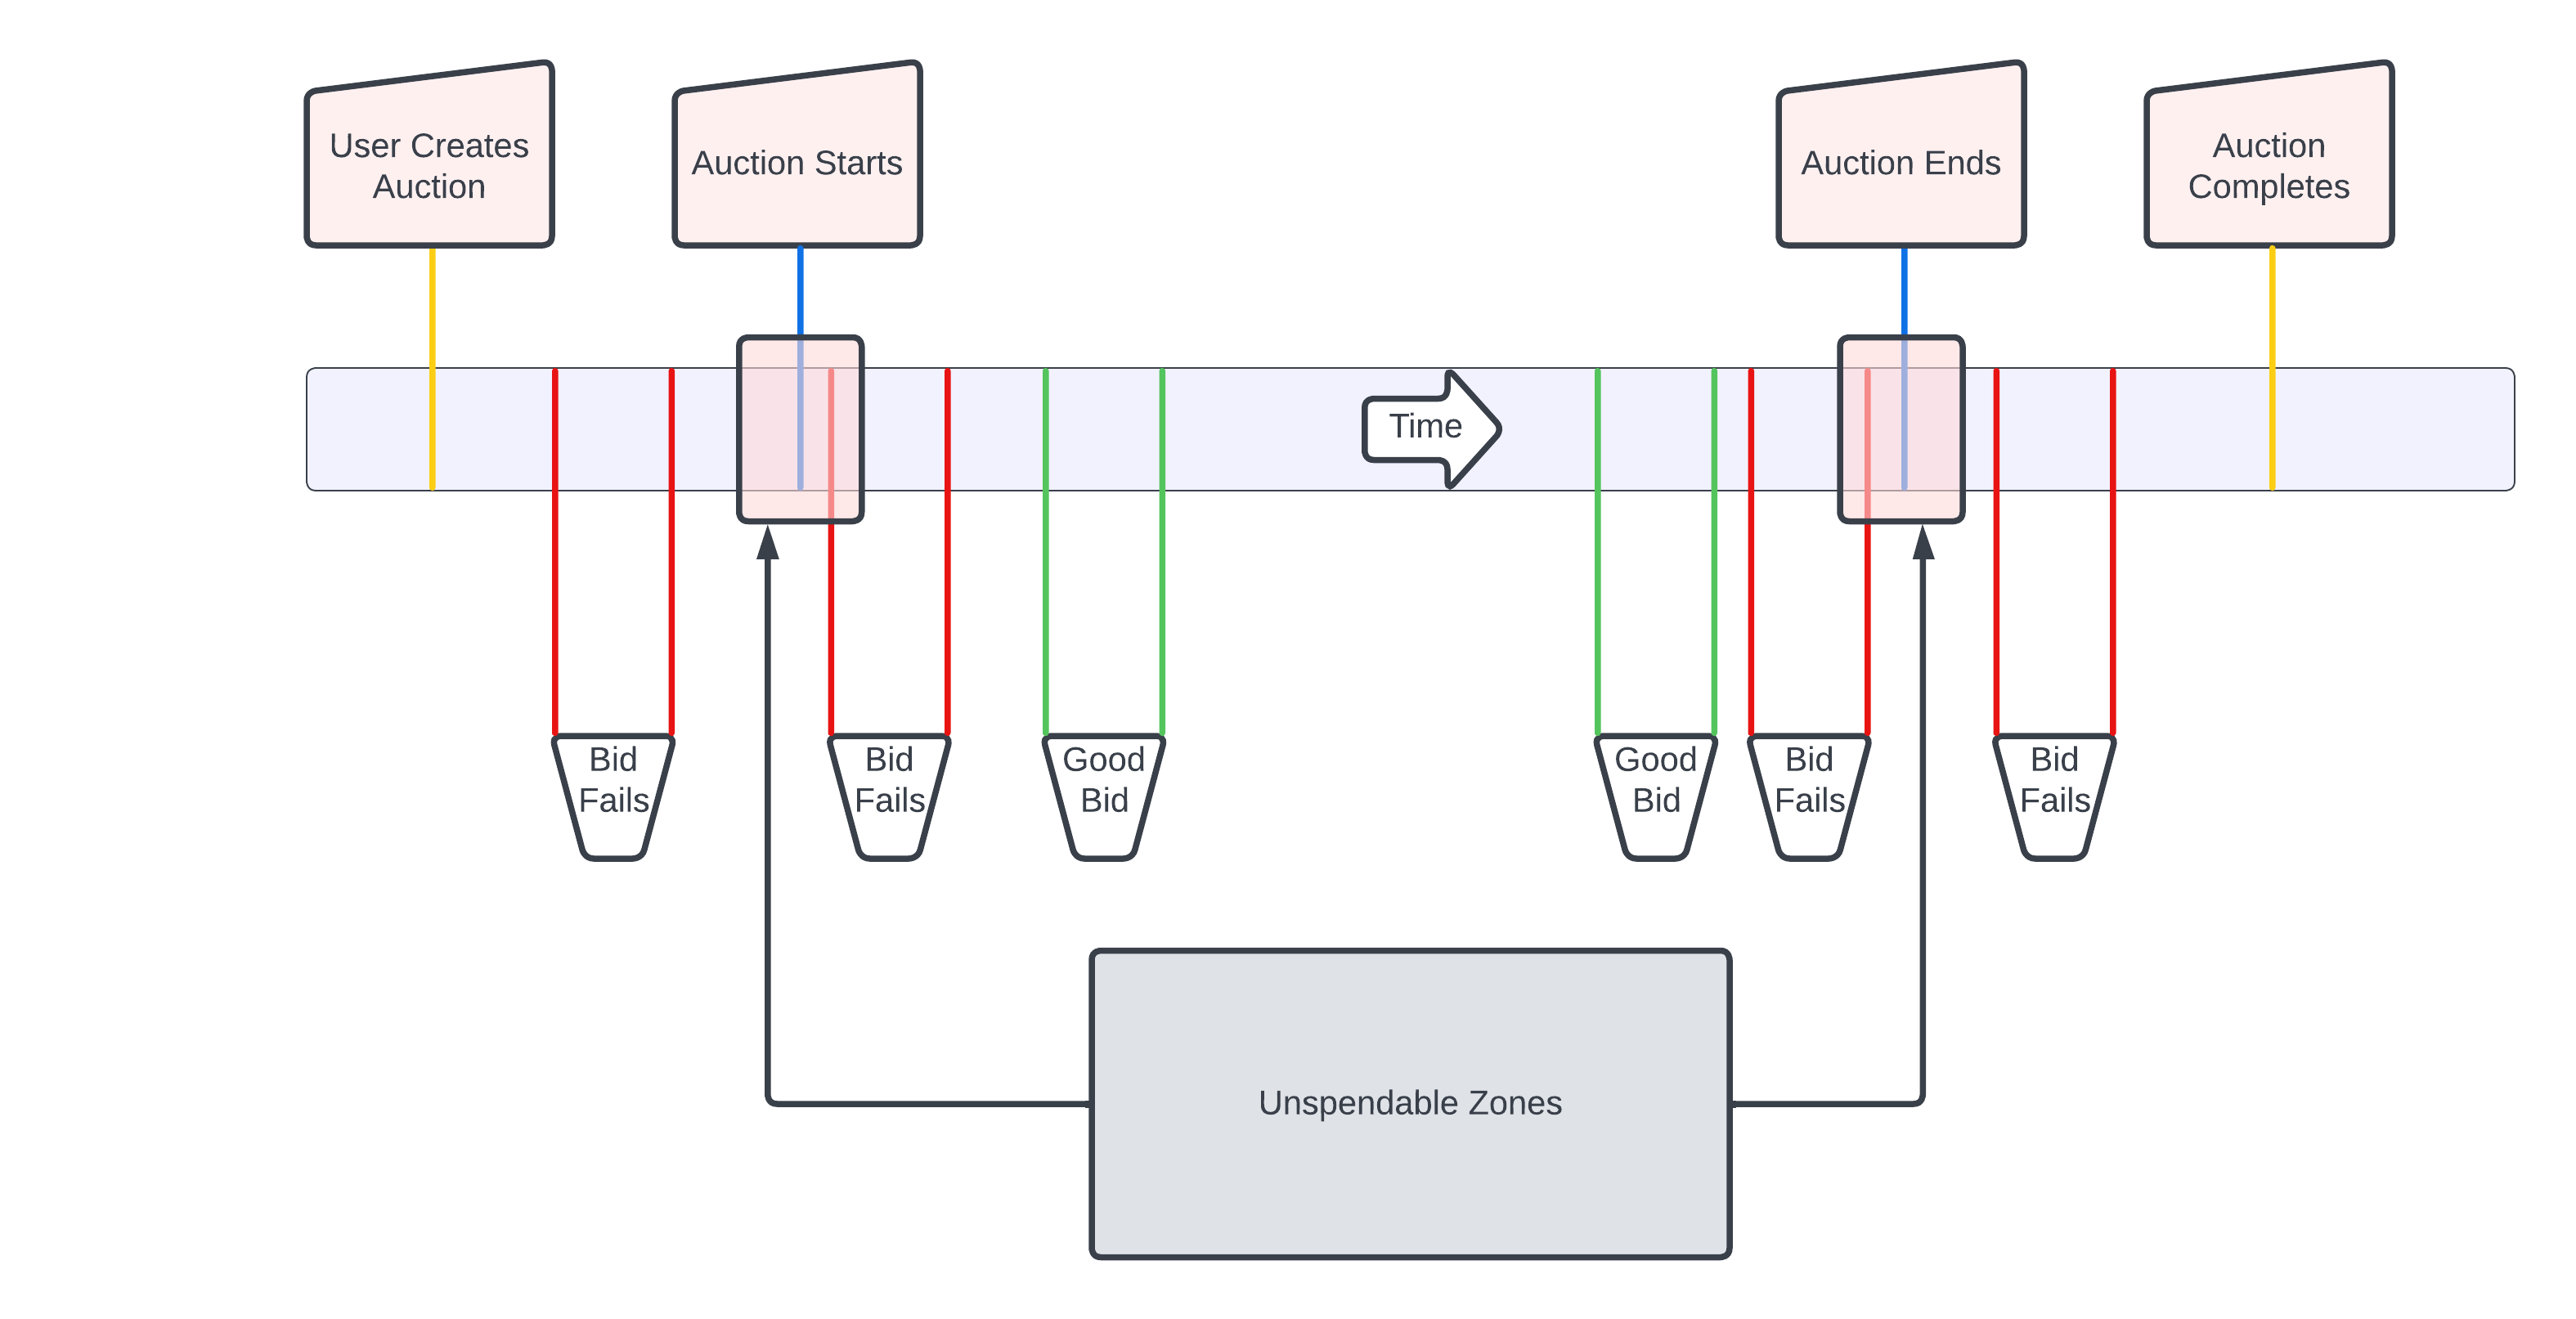 User Creates
Auction
Auction Starts
Auction Ends
Auction
Completes
Time
Bid
Fails
Bid
Fails
Good
Bid
Good
Bid
Bid
Fails
Bid
Fails
Unspendable Zones